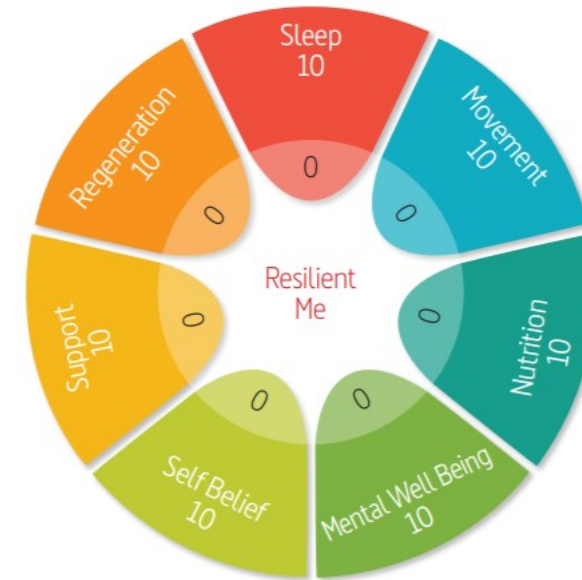 Sleep
10
0
Movement
10
0
Nutrition
10
0
Mental Well Being
10
0
Self Belief
10
0
Support
10
0
Regeneration
10
0
Resilient
Me